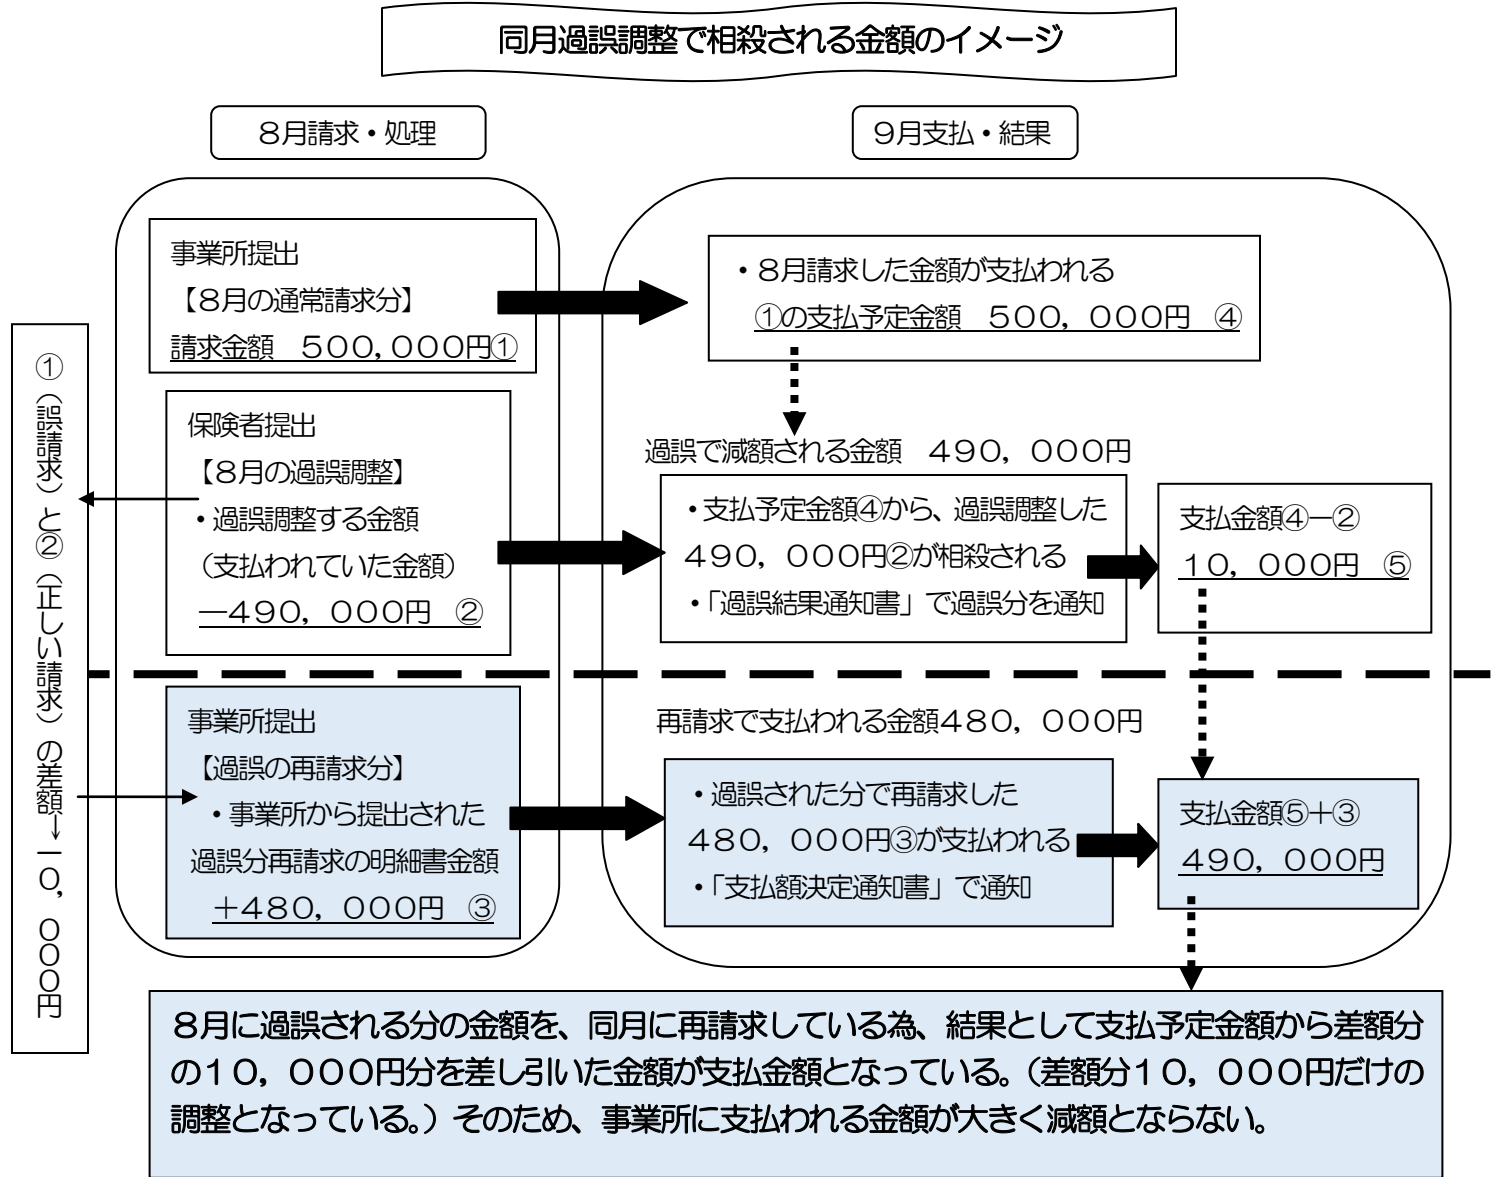 同月過誤調整で相殺される金額のイメージ
８月請求・処理
９月支払・結果
事業所提出
【８月の通常請求分】
請求金額　５００，０００円①
・８月請求した金額が支払われる
①の支払予定金額　５００，０００円　④
①（誤請求）と②（正しい請求）の差額→－１０，０００円
保険者提出
【８月の過誤調整】
・過誤調整する金額
（支払われていた金額）
―４９０，０００円　②
過誤で減額される金額　４９０，０００円
・支払予定金額④から、過誤調整した
４９０，０００円②が相殺される
・「過誤結果通知書」で過誤分を通知
支払金額④―②
１０，０００円　⑤
事業所提出
【過誤の再請求分】
・事業所から提出された
過誤分再請求の明細書金額
＋４８０，０００円　③
再請求で支払われる金額４８０，０００円
・過誤された分で再請求した
４８０，０００円③が支払われる
・「支払額決定通知書」で通知
支払金額⑤＋③
４９０，０００円
８月に過誤される分の金額を、同月に再請求している為、結果として支払予定金額から差額分
の１０，０００円分を差し引いた金額が支払金額となっている。（差額分１０，０００円だけの
調整となっている。）そのため、事業所に支払われる金額が大きく減額とならない。